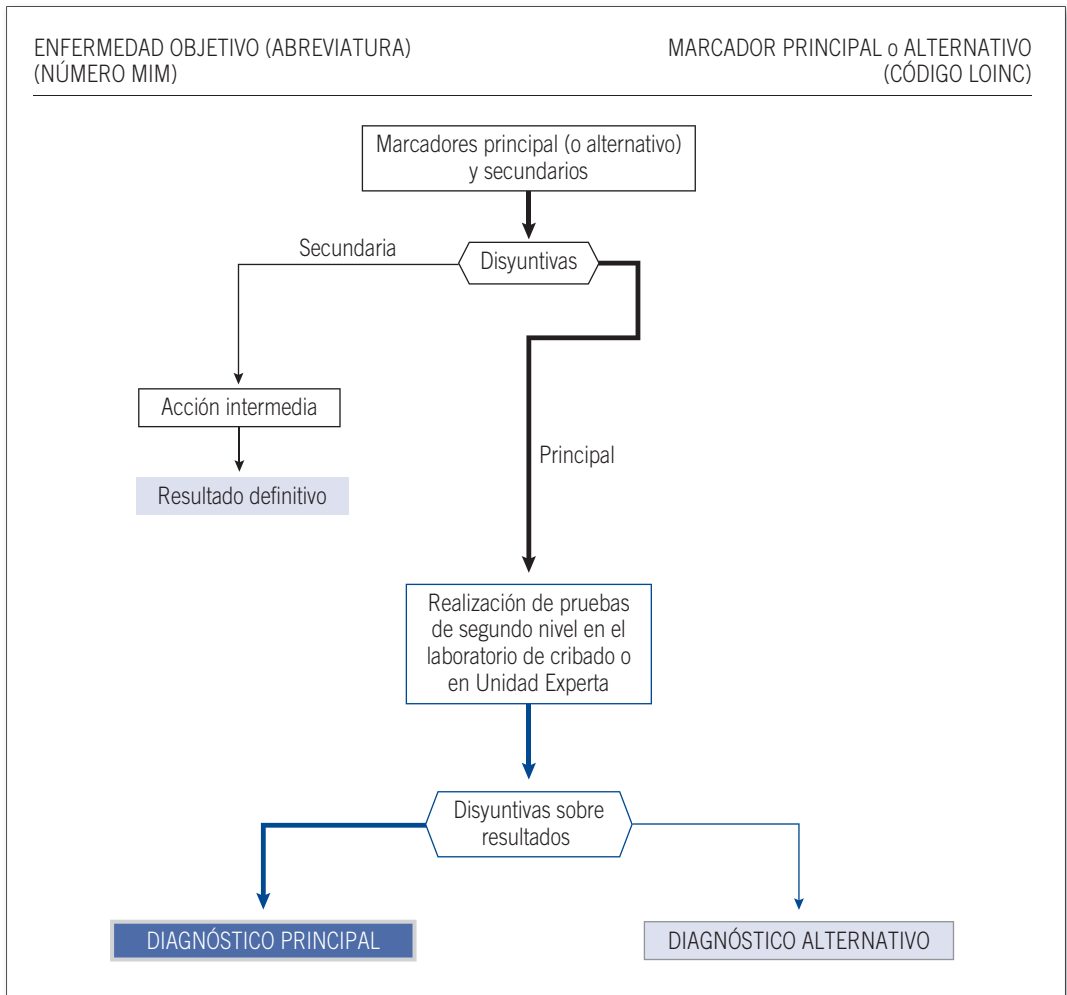 ENFERMEDAD OBJETIVO (ABREVIATURA)
(NÚMERO MIM)
MARCADOR PRINCIPAL o ALTERNATIVO
(CÓDIGO LOINC)
Marcadores principal (o alternativo)
y secundarios
Secundaria
Disyuntivas
Acción intermedia
Principal
Resultado definitivo
Realización de pruebas
de segundo nivel en el
laboratorio de cribado o
en Unidad Experta
Disyuntivas sobre
resultados
DIAGNÓSTICO PRINCIPAL
DIAGNÓSTICO ALTERNATIVO